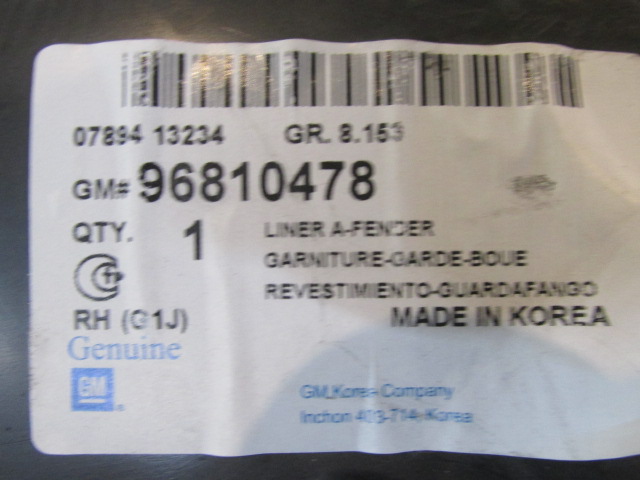 07894 13234 GR. 8.153
GM# 96810478
QTY. 1
LINER A-FENDER
GARNITURE-GARDE-BOUE
REVESTIMIENTO-GUARDAFANGO
RH (G1J)
MADE IN KOREA
Genuine
GM
GM Korea Company
Inchon 403-714, Korea